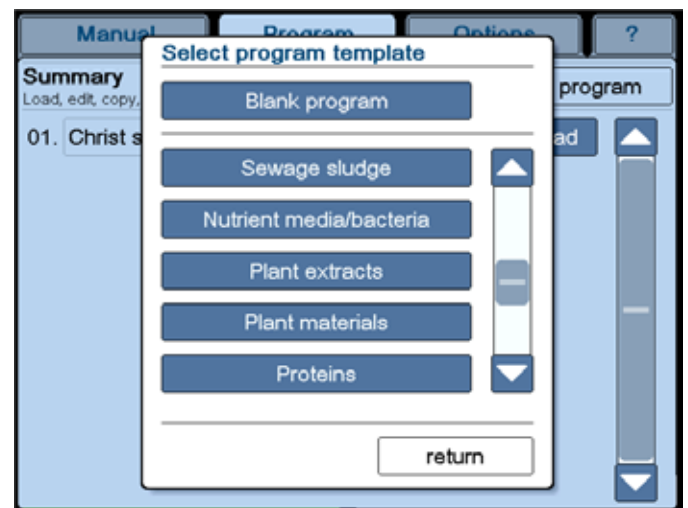 Manual Program Options ?
Select program template
Summary
Load, edit, copy,
program
Blank program
01. Christ s
Sewage sludge
Nutrient media/bacteria
Plant extracts
Plant materials
Proteins
return